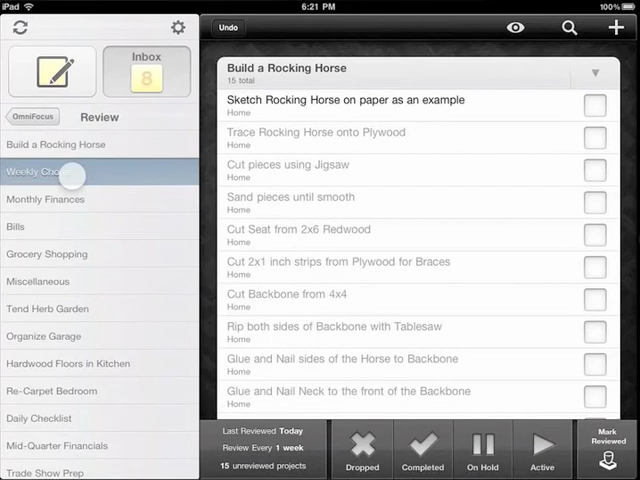 iPad
6:21 PM
100%
Undo
Inbox
8
OmniFocus
Review
Build a Rocking Horse
Weekly
Monthly Finances
Bills
Grocery Shopping
Miscellaneous
Tend Herb Garden
Organize Garage
Hardwood Floors in Kitchen
Re-Carpet Bedroom
Daily Checklist
Mid-Quarter Financials
Trade Show Prep
Build a Rocking Horse
15 total
Sketch Rocking Horse on paper as an example
Home
Trace Rocking Horse onto Plywood
Home
Cut pieces using Jigsaw
Home
Sand pieces until smooth
Home
Cut Seat from 2x6 Redwood
Home
Cut 2x1 inch strips from Plywood for Braces
Home
Cut Backbone from 4x4
Home
Rip both sides of Backbone with Tablesaw
Home
Glue and Nail sides of the Horse to Backbone
Home
Glue and Nail Neck to the front of the Backbone
Home
Last Reviewed Today
Review Every 1 week
15 unreviewed projects
Dropped
Completed
On Hold
Active
Mark
Reviewed